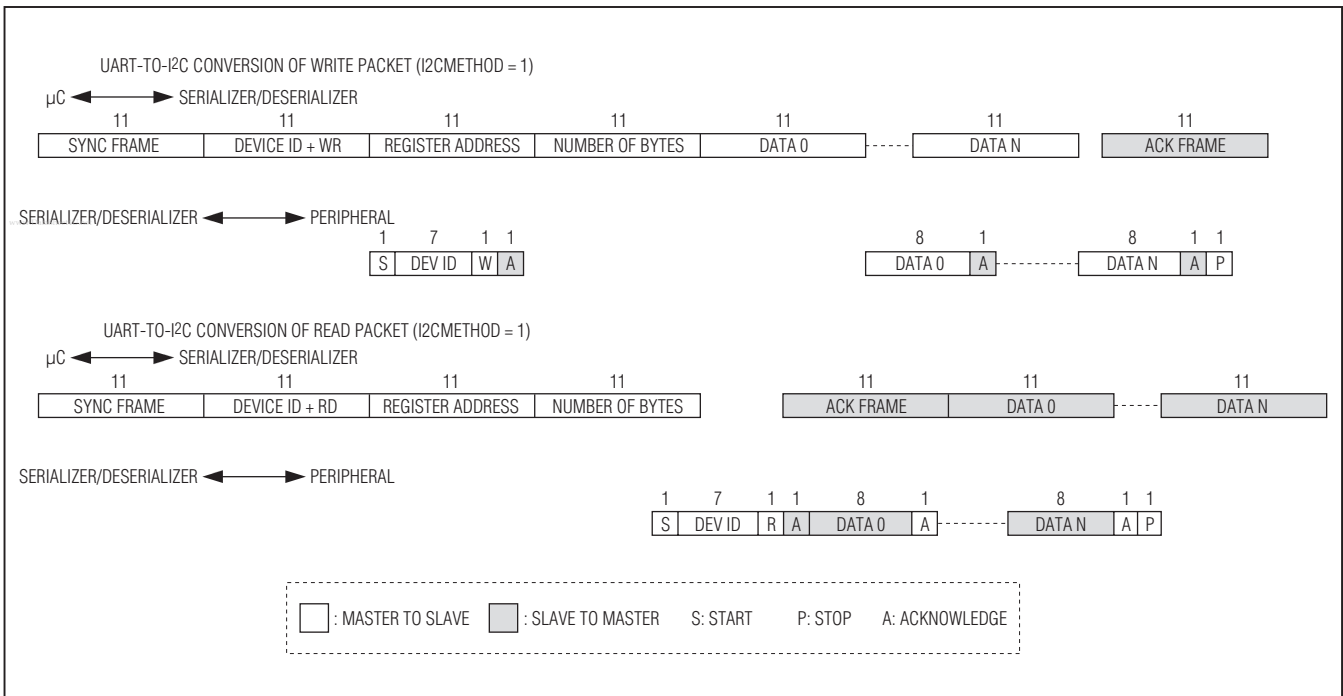 UART-TO-I2C CONVERSION OF WRITE PACKET (I2CMETHOD = 1)
µC SERIALIZER/DESERIALIZER
11 11 11 11 11 11 11
SYNC FRAME DEVICE ID + WR REGISTER ADDRESS NUMBER OF BYTES DATA 0 DATA N ACK FRAME
SERIALIZER/DESERIALIZER PERIPHERAL
1 7 1 1 8 1 8 1 1
S DEV ID W A DATA 0 A DATA N A P
UART-TO-I2C CONVERSION OF READ PACKET (I2CMETHOD = 1)
µC SERIALIZER/DESERIALIZER
11 11 11 11 11 11 11
SYNC FRAME DEVICE ID + RD REGISTER ADDRESS NUMBER OF BYTES ACK FRAME DATA 0 DATA N
SERIALIZER/DESERIALIZER PERIPHERAL
1 7 1 1 8 1 8 1 1
S DEV ID R A DATA 0 A DATA N A P
: MASTER TO SLAVE : SLAVE TO MASTER S: START P: STOP A: ACKNOWLEDGE